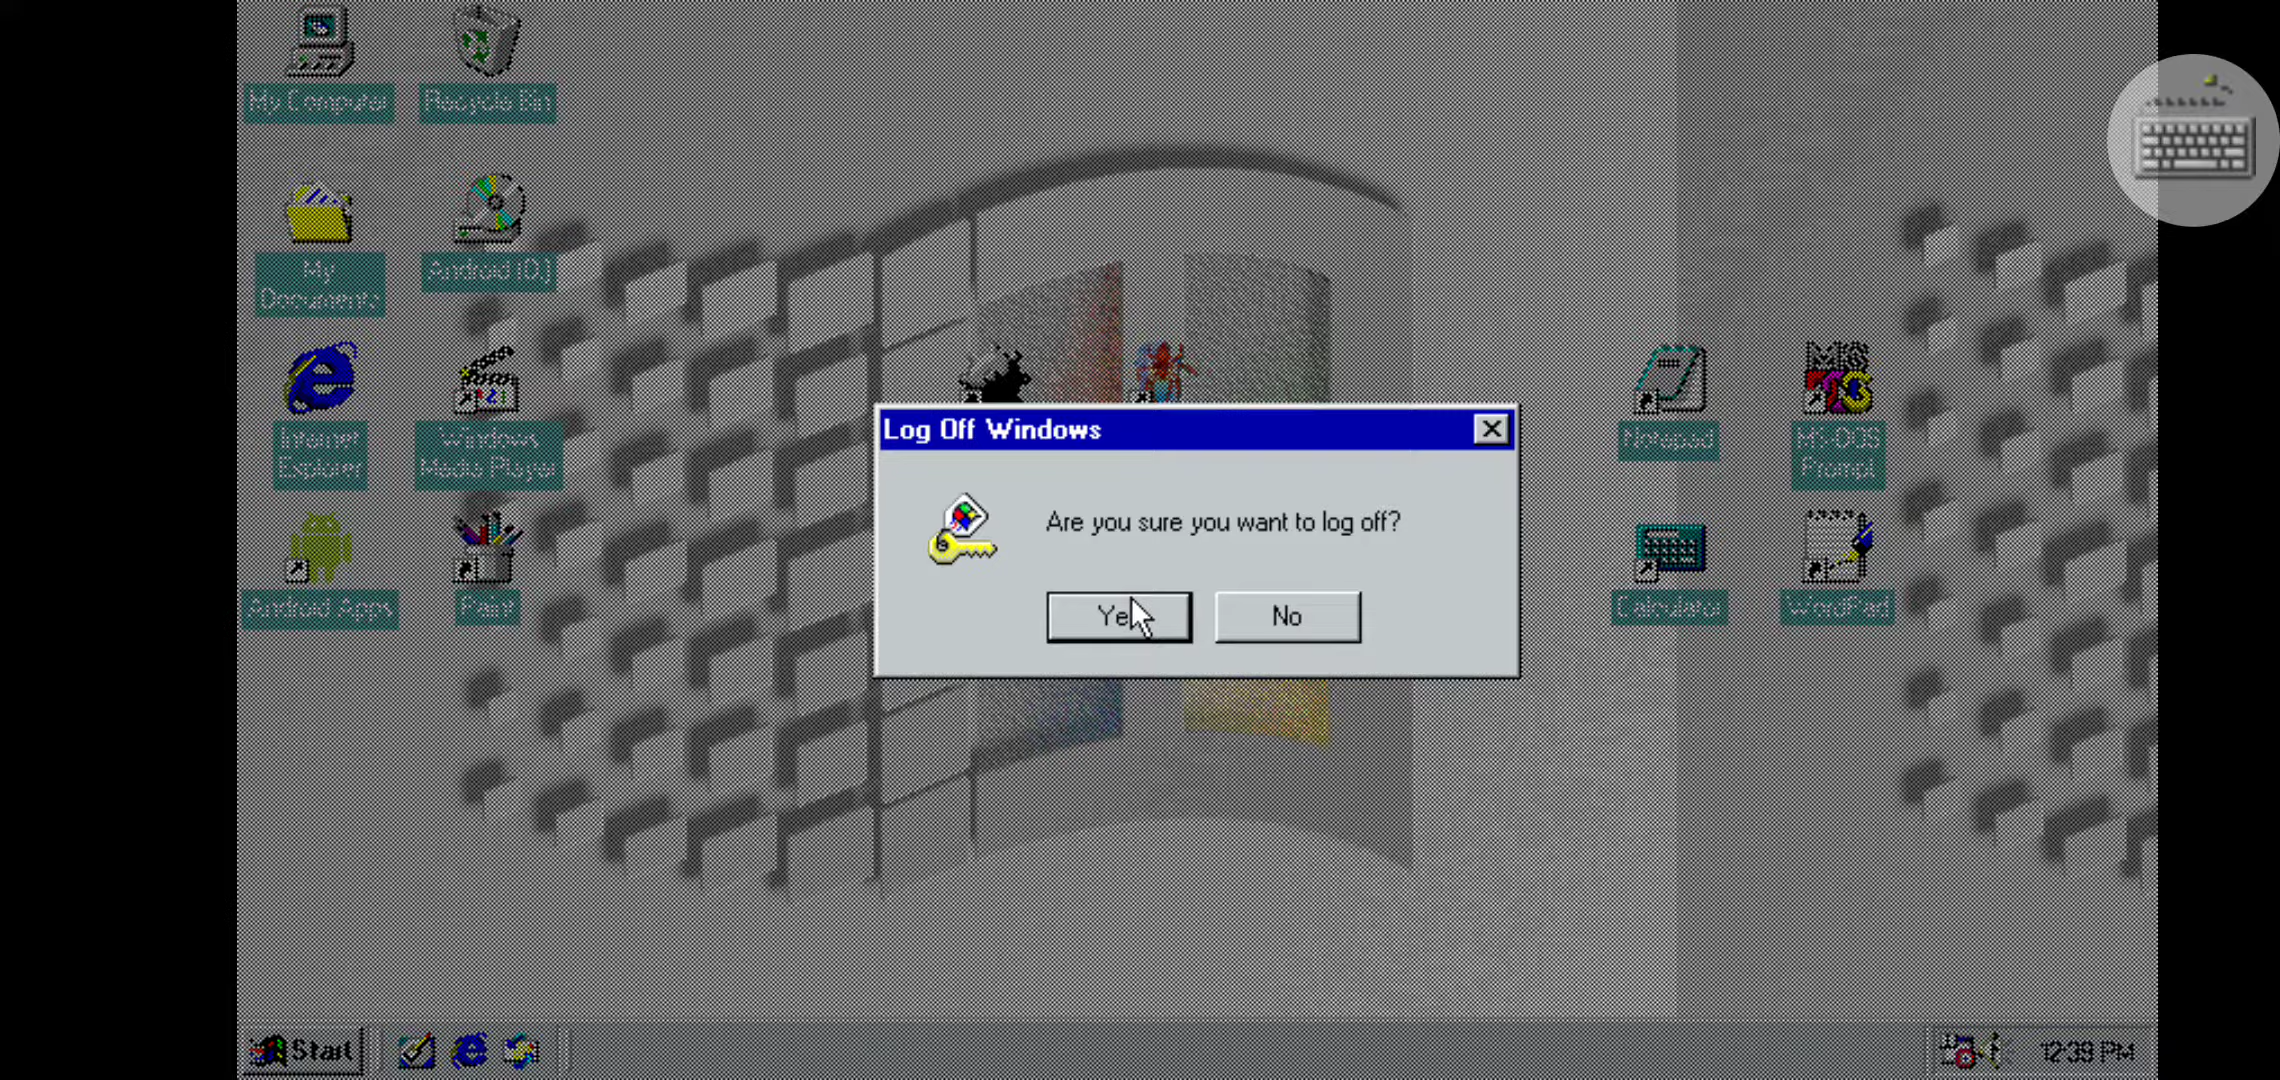 My Computer
Recycle Bin
My
Documents
Android (D:)
Internet
Explorer
Windows
Media Player
Android Apps
Paint
Log Off Windows
Are you sure you want to log off?
Ye
No
Notepad
MS-DOS
Prompt
Calculator
WordPad
Start
12:39 PM